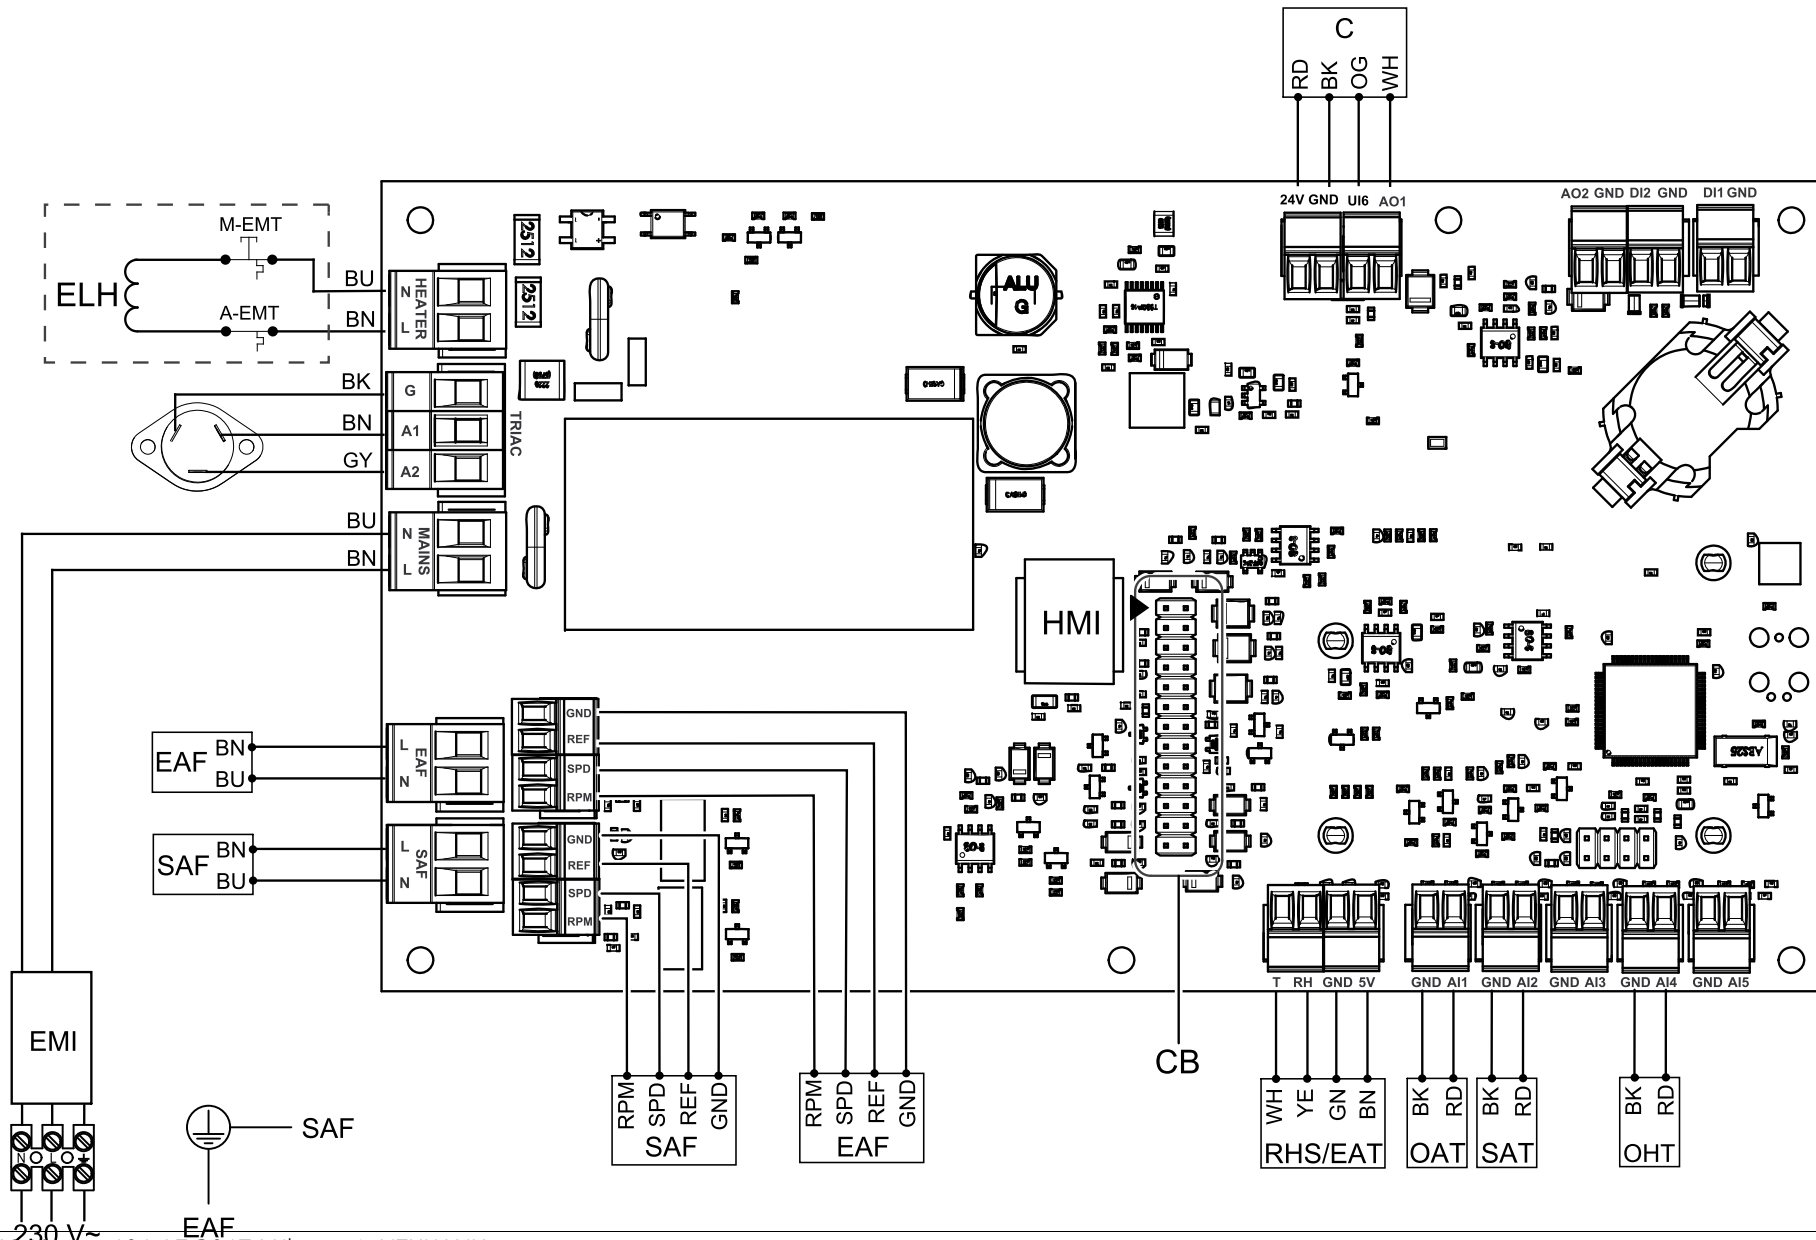 C
RD BK OG WH
24V GND UI6 AO1
AO2 GND DI2 GND DI1 GND
M-EMT
ELH
A-EMT
BU
BN
N
L
HEATER
2512
2512
ALU
G
BK
BN
GY
G
A1
A2
TRIAC
BU
BN
N
L
MAINS
HMI
EAF
BN
BU
L
N
EAF
GND
REF
SPD
RPM
SAF
BN
BU
L
N
SAF
GND
REF
SPD
RPM
T RH GND 5V GND AI1 GND AI2 GND AI3 GND AI4 GND AI5
EMI
CB
RPM SPD REF GND
SAF
RPM SPD REF GND
EAF
WH YE GN BN
RHS/EAT
BK RD
OAT
BK RD
SAT
BK RD
OHT
SAF
EAF
N L
230 V~